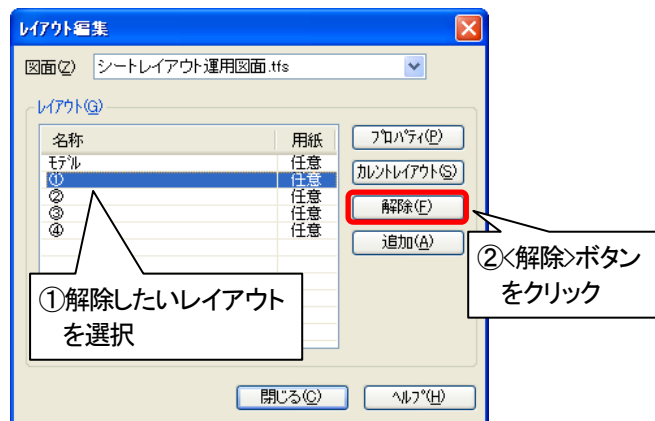 レイアウト編集
図面(Z) シートレイアウト運用図面.tfs
レイアウト(G)
名称 用紙
モデル 任意
① 任意
② 任意
③ 任意
④ 任意
プロパティ(P)
カレントレイアウト(S)
解除(F)
追加(A)
①解除したいレイアウト
を選択
②<解除>ボタン
をクリック
閉じる(C) ヘルプ(H)